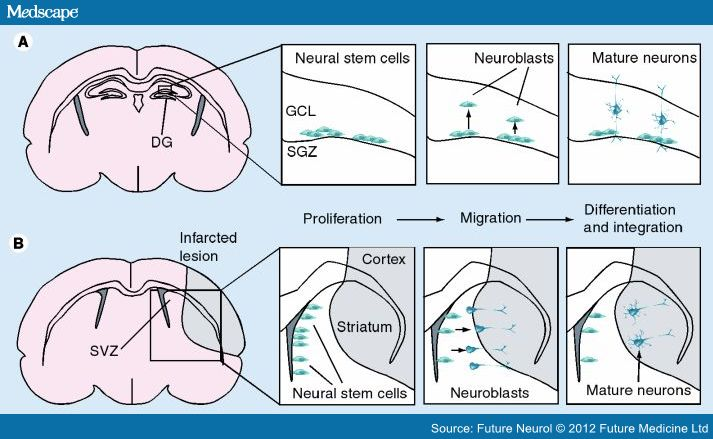 Medscape
A
Neural stem cells
Neuroblasts
Mature neurons
GCL
DG
SGZ
Proliferation
Migration
Differentiation
and integration
B
Infarcted
lesion
Cortex
Striatum
SVZ
Neural stem cells
Neuroblasts
Mature neurons
Source: Future Neurol © 2012 Future Medicine Ltd